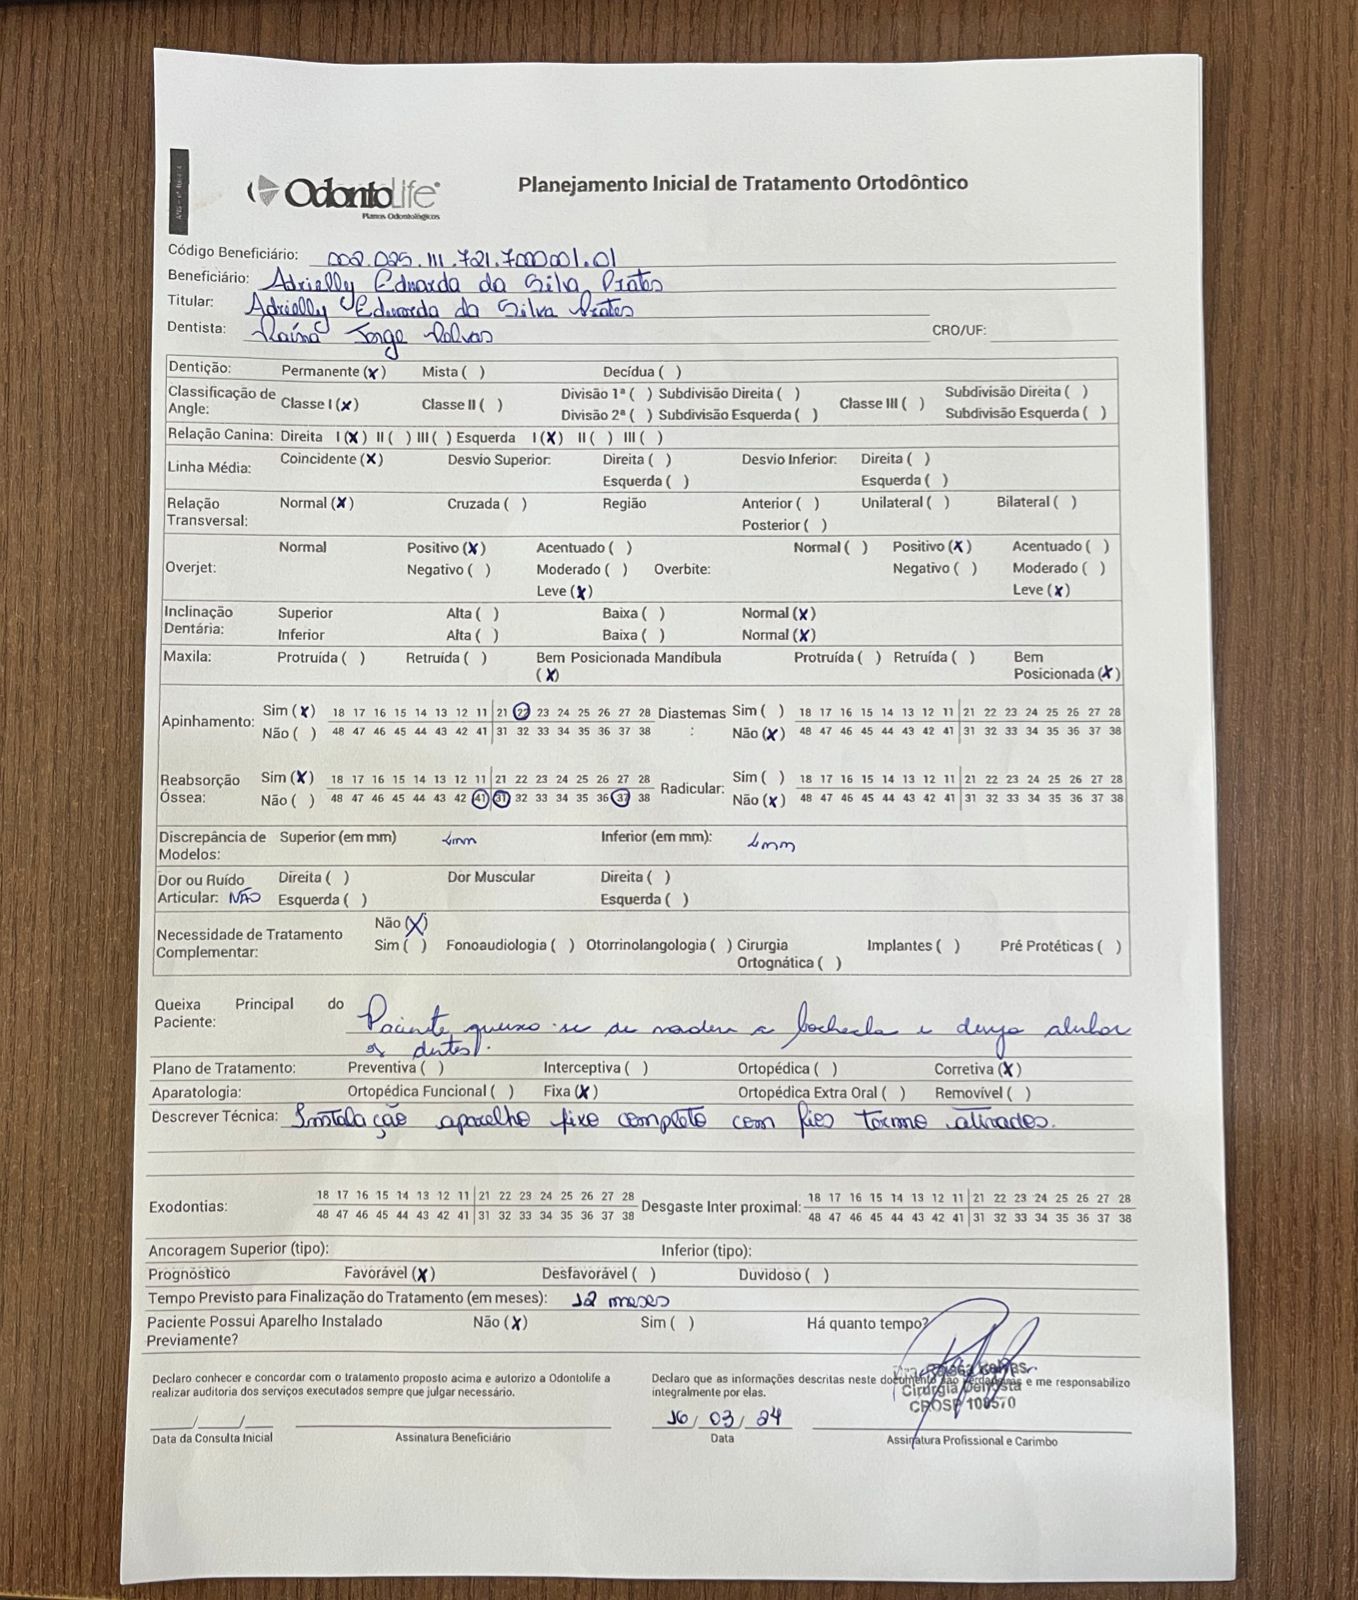 OdontoLife
Planos Odontológicos
Planejamento Inicial de Tratamento Ortodôntico
Código Beneficiário: 002.025.111.721.7000001.01
Beneficiário: Adrielly Eduarda da Silva Prates
Titular: Adrielly Eduarda da Silva Prates
Dentista: Jorge CRO/UF:
Dentição: Permanente (X) Mista ( ) Decídua ( )
Classificação de Angle: Classe I (X) Classe II ( ) Divisão 1ª ( ) Subdivisão Direita ( ) Divisão 2ª ( ) Subdivisão Esquerda ( ) Classe III ( ) Subdivisão Direita ( ) Subdivisão Esquerda ( )
Relação Canina: Direita I (X) II ( ) III ( ) Esquerda I (X) II ( ) III ( )
Linha Média: Coincidente (X) Desvio Superior: Direita ( ) Esquerda ( ) Desvio Inferior: Direita ( ) Esquerda ( )
Relação Transversal: Normal (X) Cruzada ( ) Região Anterior ( ) Posterior ( ) Unilateral ( ) Bilateral ( )
Overjet: Normal Positivo (X) Negativo ( ) Acentuado ( ) Moderado ( ) Leve (X) Overbite: Normal ( ) Positivo (X) Negativo ( ) Acentuado ( ) Moderado ( ) Leve (X)
Inclinação Dentária: Superior Alta ( ) Baixa ( ) Normal (X)
Inferior Alta ( ) Baixa ( ) Normal (X)
Maxila: Protruída ( ) Retruída ( ) Bem Posicionada (X) Mandíbula Protruída ( ) Retruída ( ) Bem Posicionada (X)
Apinhamento: Sim (X) 18 17 16 15 14 13 12 11 21 22 23 24 25 26 27 28 Diastemas: Sim ( ) 18 17 16 15 14 13 12 11 21 22 23 24 25 26 27 28
Não ( ) 48 47 46 45 44 43 42 41 31 32 33 34 35 36 37 38 Não (X) 48 47 46 45 44 43 42 41 31 32 33 34 35 36 37 38
Reabsorção Óssea: Sim (X) 18 17 16 15 14 13 12 11 21 22 23 24 25 26 27 28 Radicular: Sim ( ) 18 17 16 15 14 13 12 11 21 22 23 24 25 26 27 28
Não ( ) 48 47 46 45 44 43 42 41 31 32 33 34 35 36 37 38 Não (X) 48 47 46 45 44 43 42 41 31 32 33 34 35 36 37 38
Discrepância de Modelos: Superior (em mm) 4mm Inferior (em mm): 4mm
Dor ou Ruído Articular: NÃO Direita ( ) Esquerda ( ) Dor Muscular Direita ( ) Esquerda ( )
Necessidade de Tratamento Complementar: Não (X) Sim ( ) Fonoaudiologia ( ) Otorrinolangologia ( ) Cirurgia Ortognática ( ) Implantes ( ) Pré Protéticas ( )
Queixa Principal do Paciente: Paciente queixa-se de morder a bochecha e deseja alinhar
os dentes.
Plano de Tratamento: Preventiva ( ) Interceptiva ( ) Ortopédica ( ) Corretiva (X)
Aparatologia: Ortopédica Funcional ( ) Fixa (X) Ortopédica Extra Oral ( ) Removível ( )
Descrever Técnica: Instalação aparelho fixo completo com fios termo ativados.
Exodontias: 18 17 16 15 14 13 12 11 21 22 23 24 25 26 27 28 Desgaste Inter proximal: 18 17 16 15 14 13 12 11 21 22 23 24 25 26 27 28
48 47 46 45 44 43 42 41 31 32 33 34 35 36 37 38 48 47 46 45 44 43 42 41 31 32 33 34 35 36 37 38
Ancoragem Superior (tipo): Inferior (tipo):
Prognóstico Favorável (X) Desfavorável ( ) Duvidoso ( )
Tempo Previsto para Finalização do Tratamento (em meses): 12 meses
Paciente Possui Aparelho Instalado Previamente? Não (X) Sim ( ) Há quanto tempo?
Declaro conhecer e concordar com o tratamento proposto acima e autorizo a Odontolife a
realizar auditoria dos serviços executados sempre que julgar necessário.
Declaro que as informações descritas neste documento são verdadeiras e me responsabilizo
integralmente por elas.
Cirurgiã Dentista
CROSP 108570
___/___/___ 16/03/24
Data da Consulta Inicial Assinatura Beneficiário Data Assinatura Profissional e Carimbo